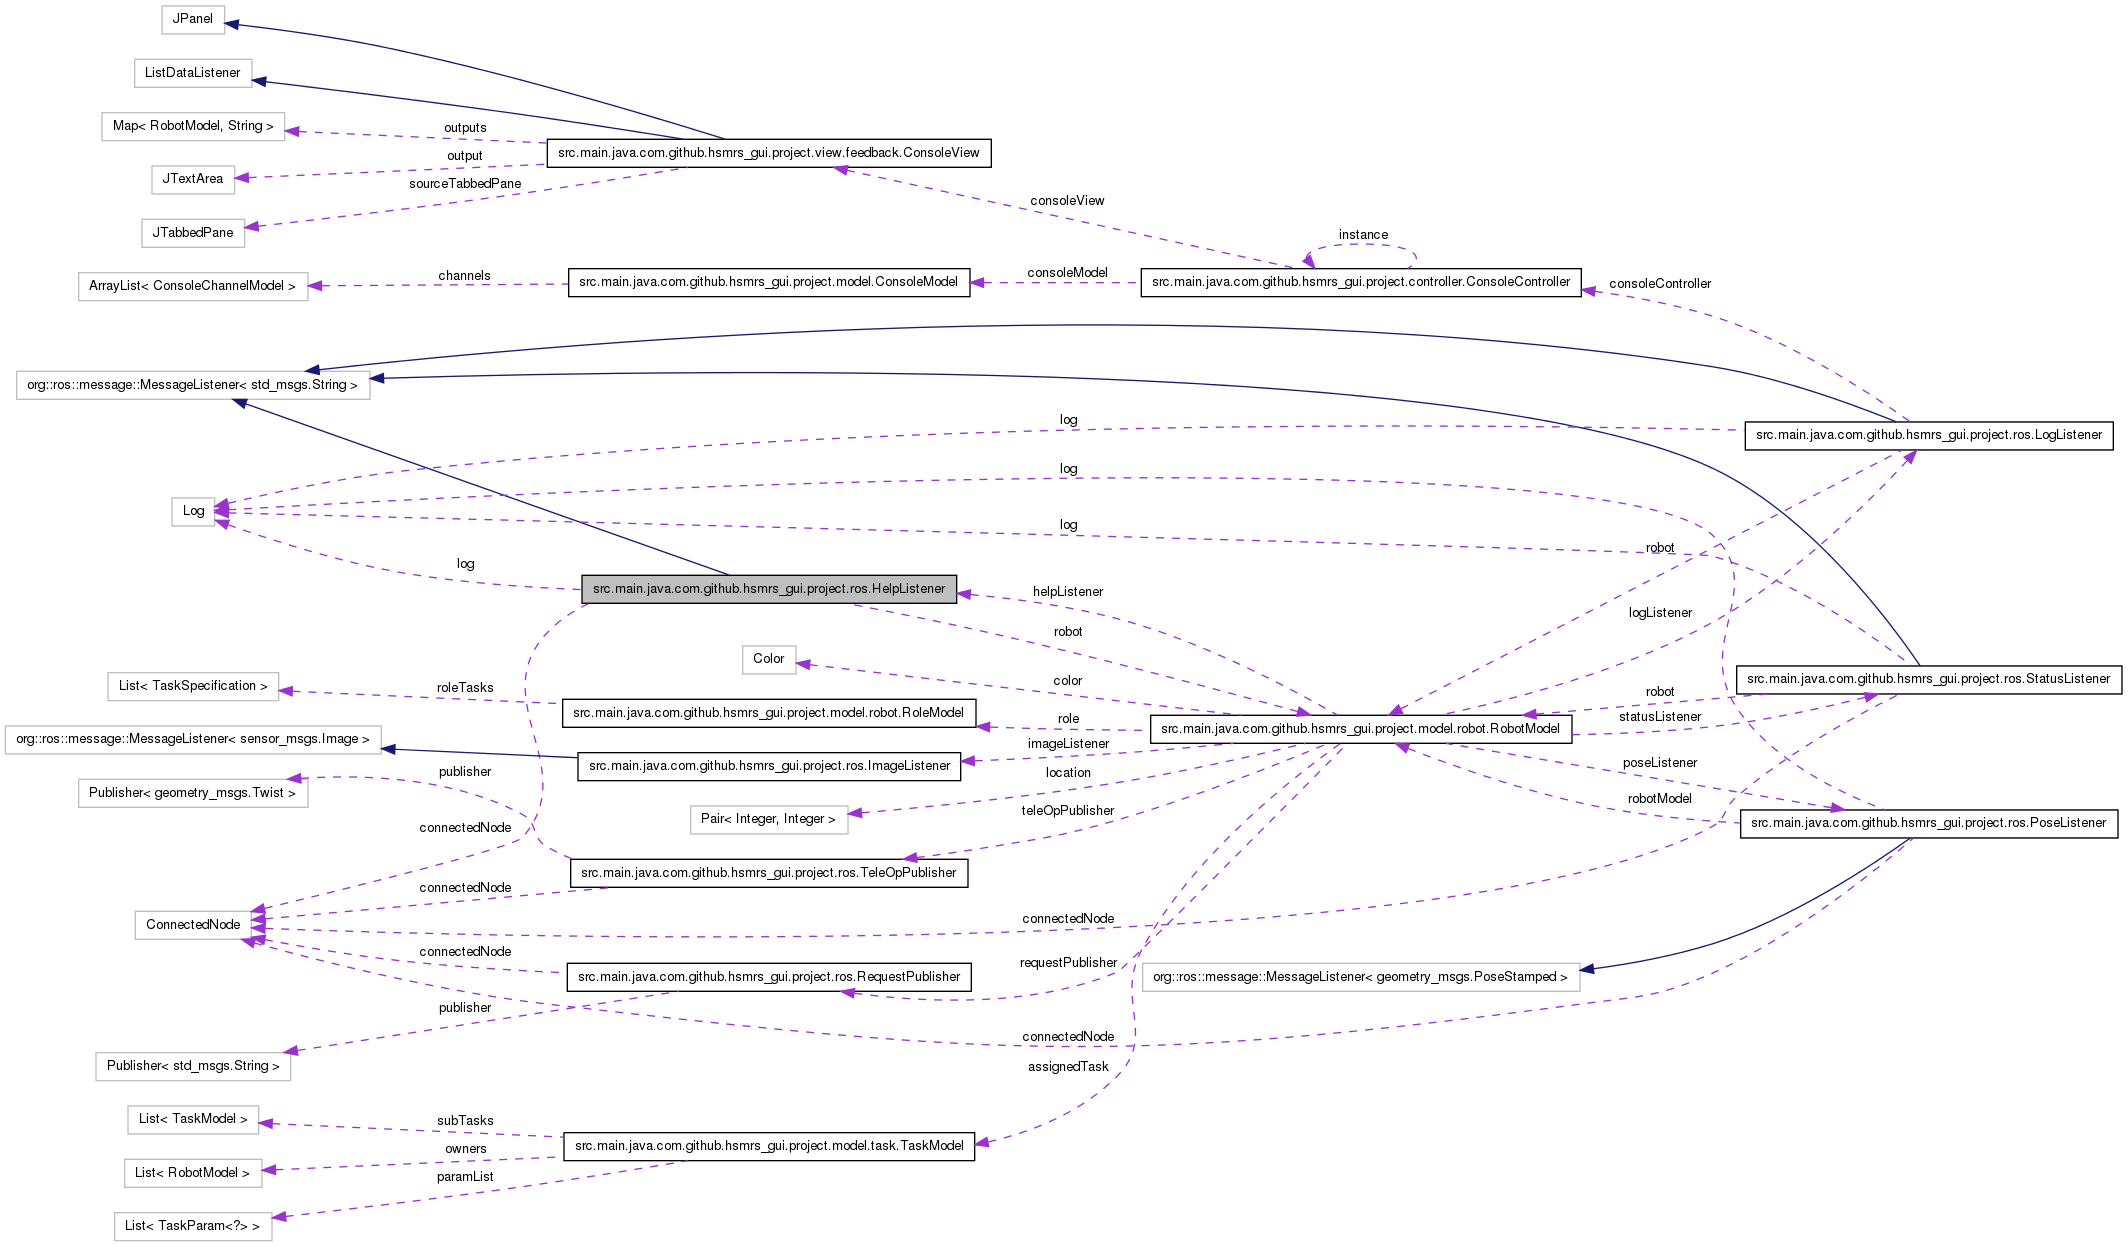 JPanel
ListDataListener
Map< RobotModel, String >
outputs
src.main.java.com.github.hsmrs_gui.project.view.feedback.ConsoleView
output
JTextArea
sourceTabbedPane
consoleView
JTabbedPane
instance
channels
consoleModel
ArrayList< ConsoleChannelModel >
src.main.java.com.github.hsmrs_gui.project.model.ConsoleModel
src.main.java.com.github.hsmrs_gui.project.controller.ConsoleController
consoleController
org::ros::message::MessageListener< std_msgs.String >
log
src.main.java.com.github.hsmrs_gui.project.ros.LogListener
log
Log
log
robot
log
src.main.java.com.github.hsmrs_gui.project.ros.HelpListener
helpListener
logListener
robot
Color
color
List< TaskSpecification >
roleTasks
src.main.java.com.github.hsmrs_gui.project.ros.StatusListener
robot
src.main.java.com.github.hsmrs_gui.project.model.robot.RoleModel
role
statusListener
src.main.java.com.github.hsmrs_gui.project.model.robot.RobotModel
org::ros::message::MessageListener< sensor_msgs.Image >
imageListener
src.main.java.com.github.hsmrs_gui.project.ros.ImageListener
poseListener
publisher
location
Publisher< geometry_msgs.Twist >
robotModel
teleOpPublisher
Pair< Integer, Integer >
src.main.java.com.github.hsmrs_gui.project.ros.PoseListener
connectedNode
src.main.java.com.github.hsmrs_gui.project.ros.TeleOpPublisher
connectedNode
connectedNode
ConnectedNode
connectedNode
requestPublisher
src.main.java.com.github.hsmrs_gui.project.ros.RequestPublisher
org::ros::message::MessageListener< geometry_msgs.PoseStamped >
publisher
connectedNode
Publisher< std_msgs.String >
assignedTask
List< TaskModel >
subTasks
src.main.java.com.github.hsmrs_gui.project.model.task.TaskModel
owners
List< RobotModel >
paramList
List< TaskParam<?> >